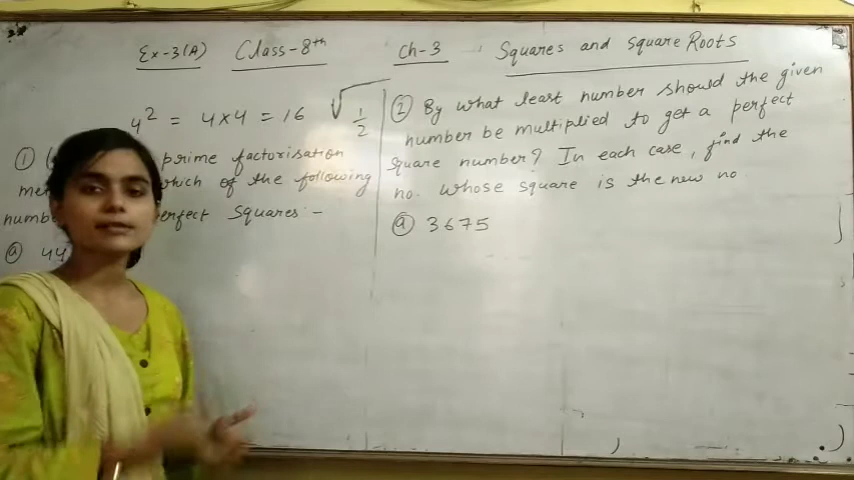 Ex-3(A) Class-8th Ch-3 Squares and Square Roots
4² = 4×4 = 16 √ 1/2
① prime factorisation
which of the following
numb perfect Squares :-
ⓐ 44
② By what least number should the given
number be multiplied to get a perfect
square number? In each case, find the
no. whose square is the new no
ⓐ 3675